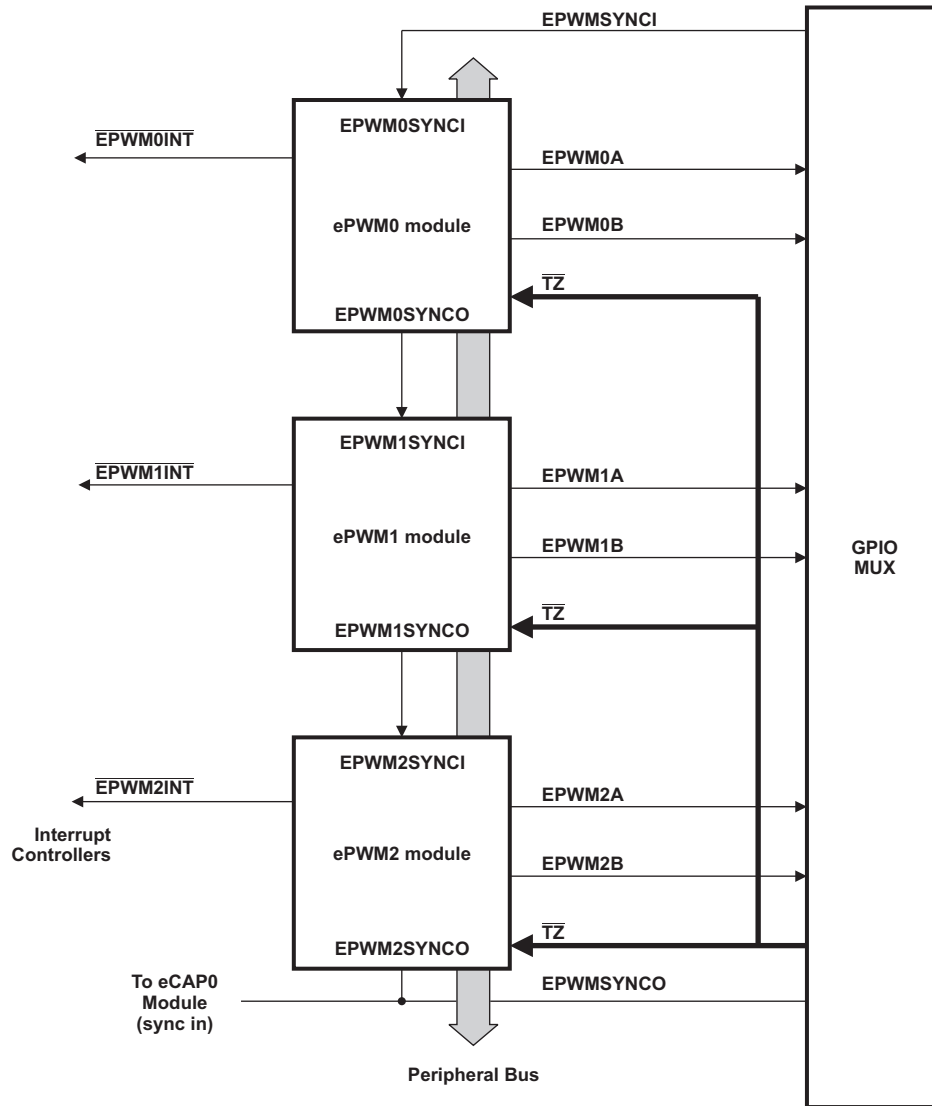 EPWMSYNCI
EPWM0SYNCI
EPWM0INT
EPWM0A
ePWM0 module
EPWM0B
TZ
EPWM0SYNCO
EPWM1SYNCI
EPWM1INT
EPWM1A
ePWM1 module
EPWM1B
GPIO
MUX
TZ
EPWM1SYNCO
EPWM2SYNCI
EPWM2INT
EPWM2A
Interrupt
Controllers
ePWM2 module
EPWM2B
TZ
EPWM2SYNCO
To eCAP0
Module
(sync in)
EPWMSYNCO
Peripheral Bus